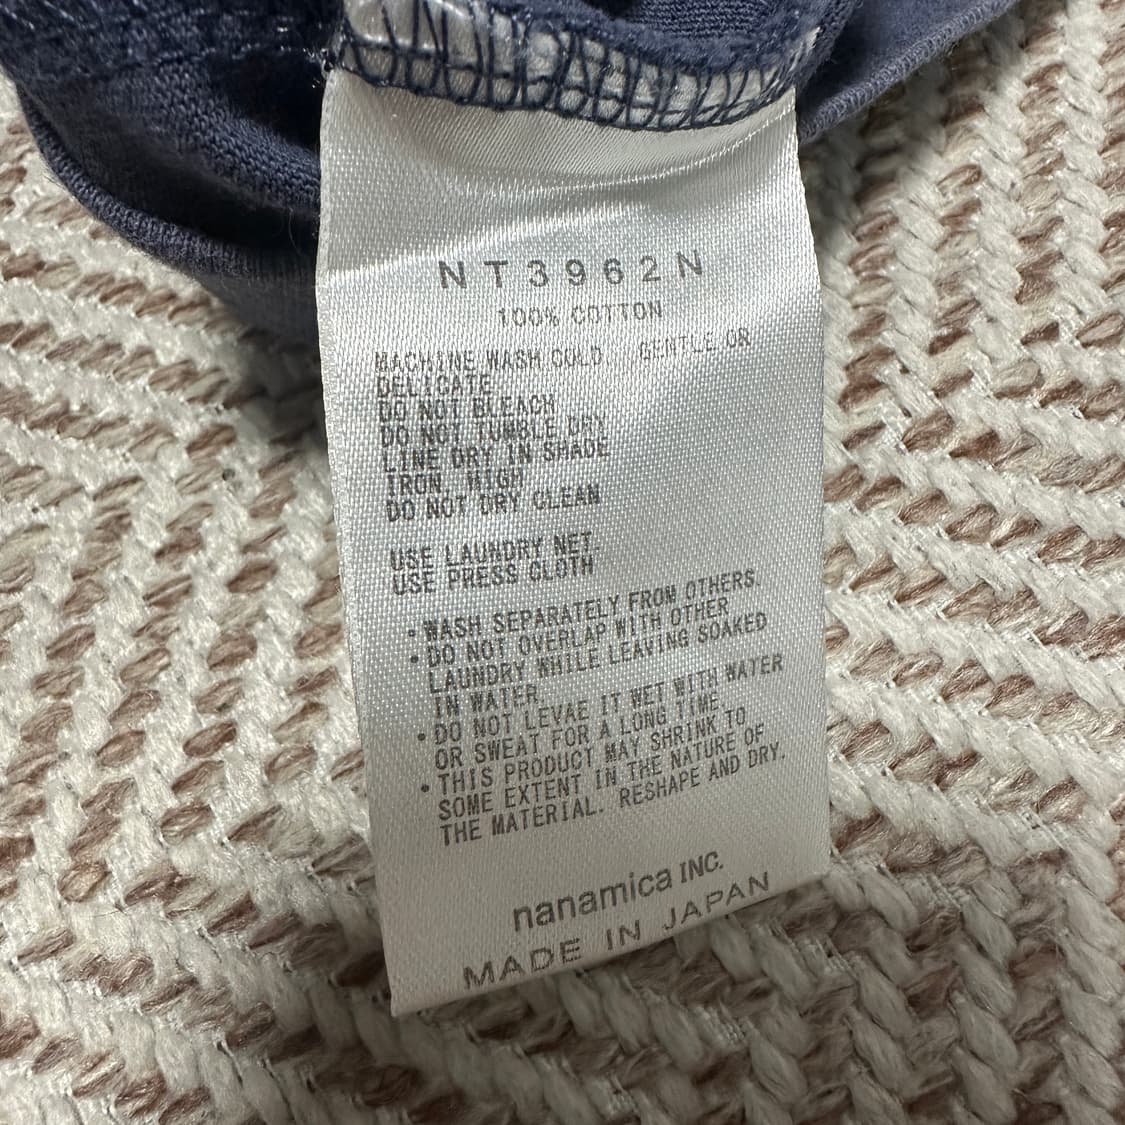 NT3962N
100% COTTON
MACHINE WASH COLD GENTLE OR
DELICATE
DO NOT BLEACH
DO NOT TUMBLE DRY
LINE DRY IN SHADE
IRON HIGH
DO NOT DRY CLEAN
USE LAUNDRY NET.
USE PRESS CLOTH
・WASH SEPARATELY FROM OTHERS.
・DO NOT OVERLAP WITH OTHER
LAUNDRY WHILE LEAVING SOAKED
IN WATER.
・DO NOT LEVAE IT WET WITH WATER
OR SWEAT FOR A LONG TIME.
・THIS PRODUCT MAY SHRINK TO
SOME EXTENT IN THE NATURE OF
THE MATERIAL. RESHAPE AND DRY.
nanamica INC.
MADE IN JAPAN